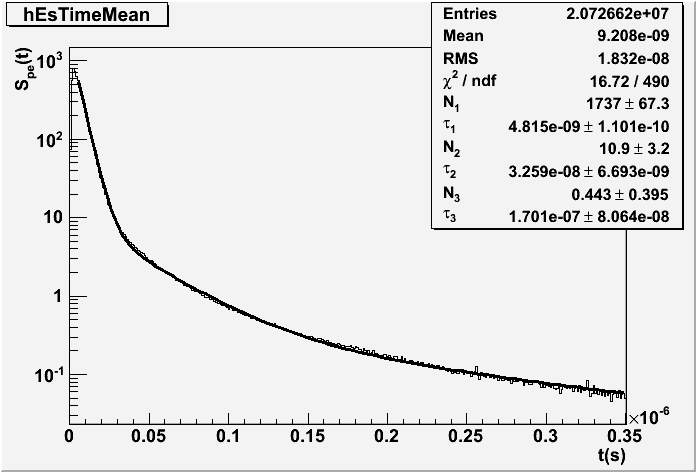 hEsTimeMean
Entries 2.072662e+07
Mean 9.208e-09
RMS 1.832e-08
χ² / ndf 16.72 / 490
N₁ 1737 ± 67.3
τ₁ 4.815e-09 ± 1.101e-10
N₂ 10.9 ± 3.2
τ₂ 3.259e-08 ± 6.693e-09
N₃ 0.443 ± 0.395
τ₃ 1.701e-07 ± 8.064e-08
Sₚₑ(t)
10³
10²
10
1
10⁻¹
0 0.05 0.1 0.15 0.2 0.25 0.3 0.35
×10⁻⁶
t(s)